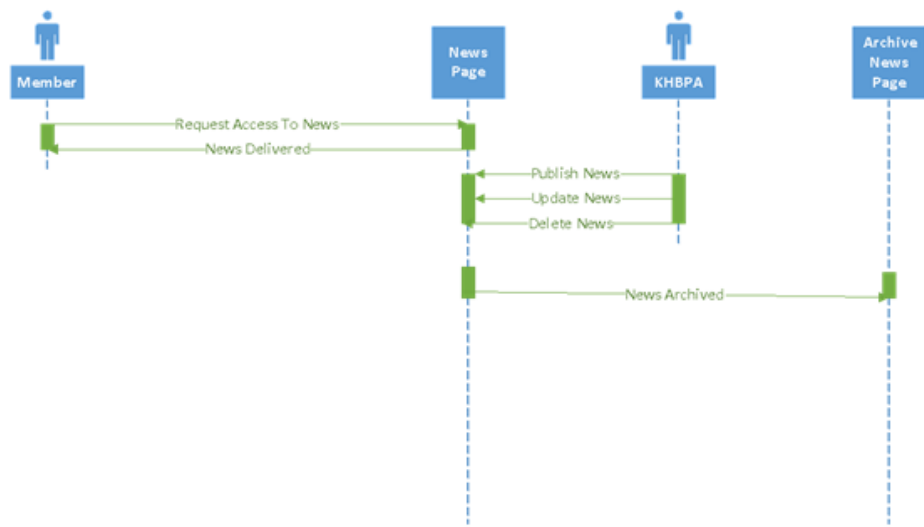 Member
News
Page
KHBPA
Archive
News
Page
Request Access To News
News Delivered
Publish News
Update News
Delete News
News Archived